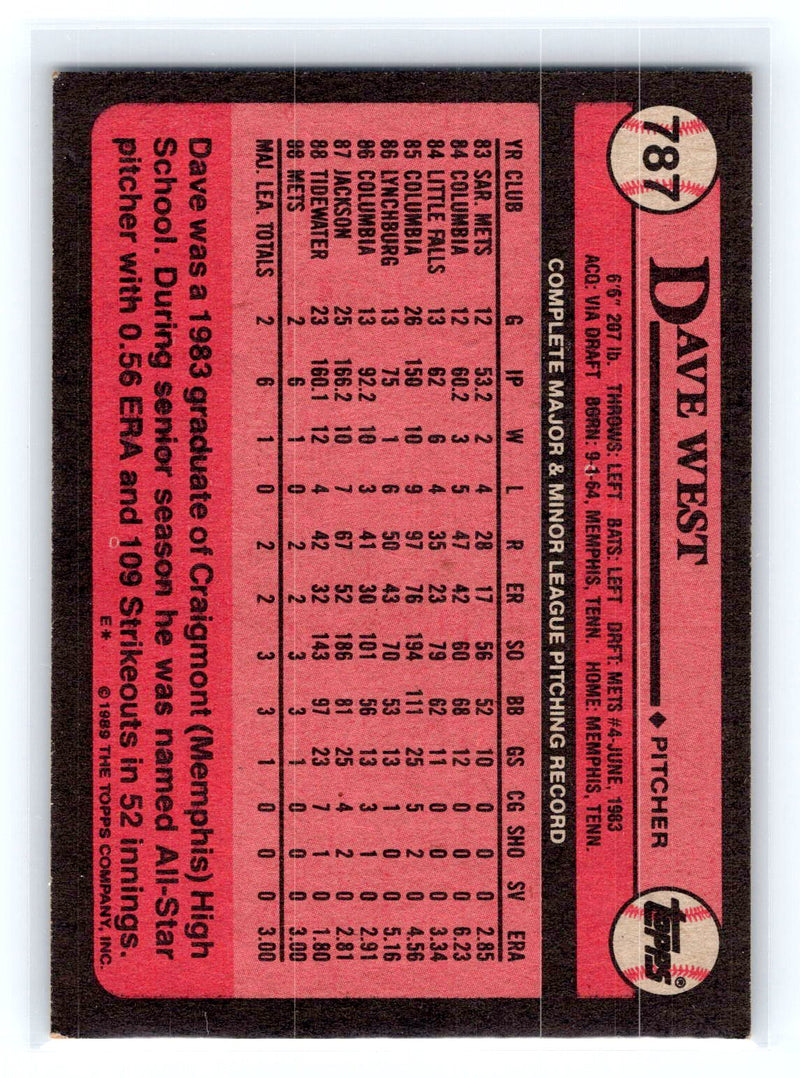 787
DAVE WEST ♦ PITCHER
TOPPS®
6'6" 207 lb. THROWS: LEFT BATS: LEFT DRFT: METS #4-JUNE, 1983
ACQ: VIA DRAFT BORN: 9-1-64, MEMPHIS, TENN. HOME: MEMPHIS, TENN.
COMPLETE MAJOR & MINOR LEAGUE PITCHING RECORD
YR CLUB G IP W L R ER SO BB GS CG SHO SV ERA
83 SAR. METS 12 53.2 2 4 28 17 56 52 10 0 0 0 2.85
84 COLUMBIA 12 60.2 3 5 47 42 60 68 12 0 0 0 6.23
84 LITTLE FALLS 13 62 6 4 35 23 79 62 11 0 0 0 3.34
85 COLUMBIA 26 150 10 9 97 76 194 111 25 5 2 0 4.56
86 LYNCHBURG 13 75 1 6 50 43 70 53 13 1 0 0 5.16
86 COLUMBIA 13 92.2 10 3 41 30 101 56 13 3 1 0 2.91
87 JACKSON 25 166.2 10 7 67 52 186 81 25 4 2 0 2.81
88 TIDEWATER 23 160.1 12 4 42 32 143 97 23 7 1 0 1.80
88 METS 2 6 1 0 2 2 3 3 1 0 0 0 3.00
MAJ. LEA. TOTALS 2 6 1 0 2 2 3 3 1 0 0 0 3.00
Dave was a 1983 graduate of Craigmont (Memphis) High
School. During senior season he was named All-Star
pitcher with 0.56 ERA and 109 Strikeouts in 52 innings.
E* ©1989 THE TOPPS COMPANY, INC.